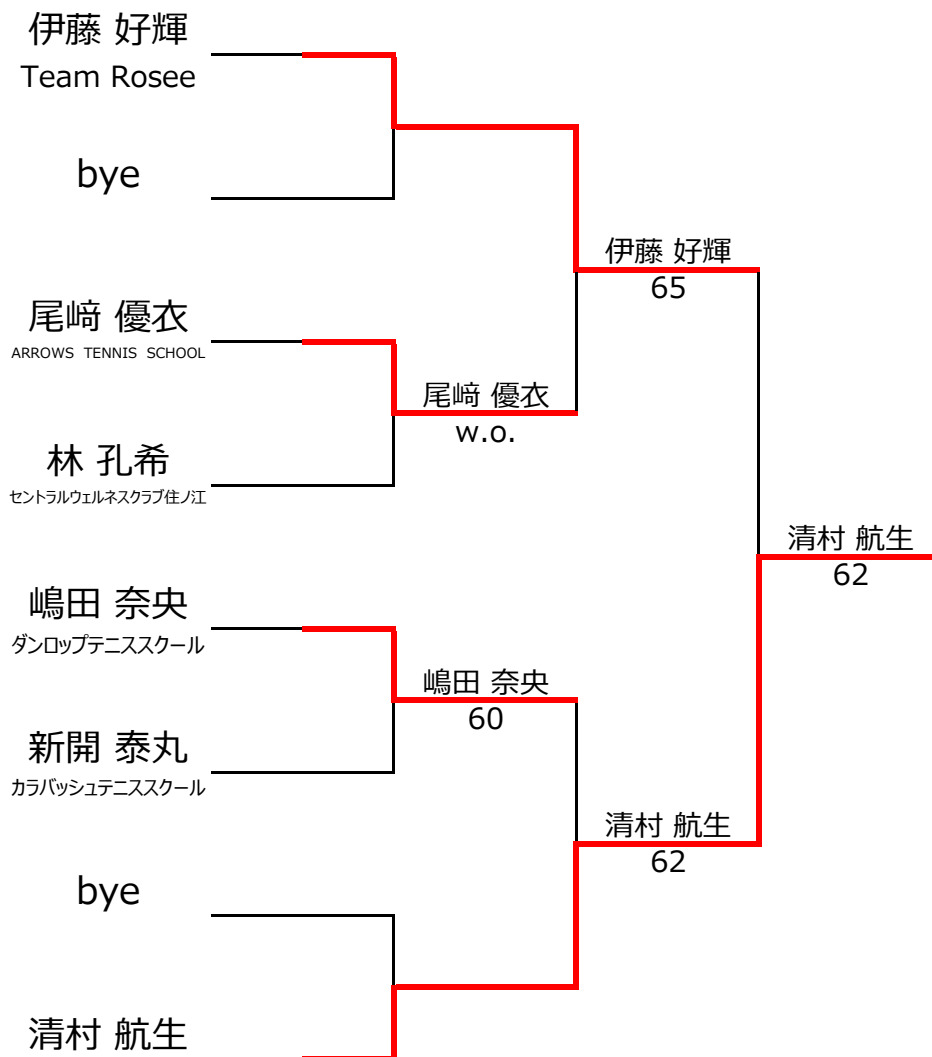 伊藤 好輝
Team Rosee
bye
伊藤 好輝
65
尾﨑 優衣
ARROWS TENNIS SCHOOL
尾﨑 優衣
w.o.
林 孔希
セントラルウェルネスクラブ住ノ江
清村 航生
62
嶋田 奈央
ダンロップテニススクール
嶋田 奈央
60
新開 泰丸
カラバッシュテニススクール
清村 航生
62
bye
清村 航生